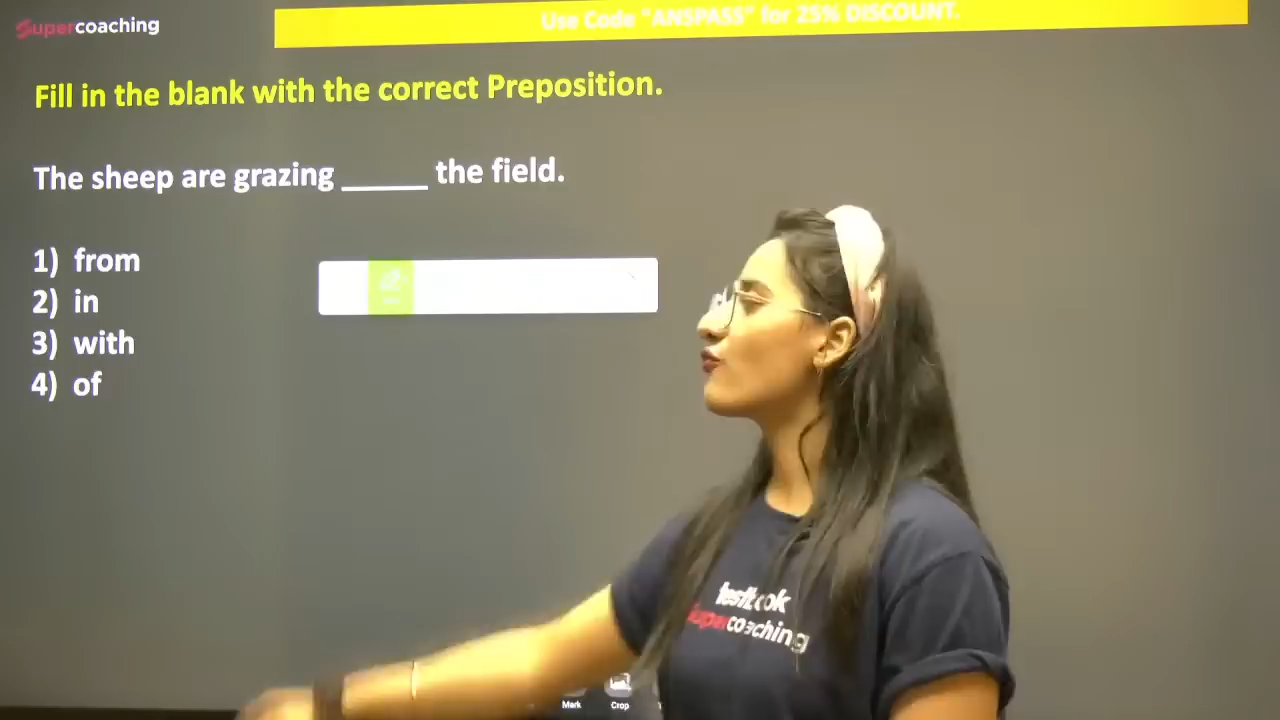 Supercoaching
Use Code "ANSPASS" for 25% DISCOUNT.
Fill in the blank with the correct Preposition.
The sheep are grazing _____ the field.
1) from
2) in
3) with
4) of
testbook
Supercoaching
Mark
Crop